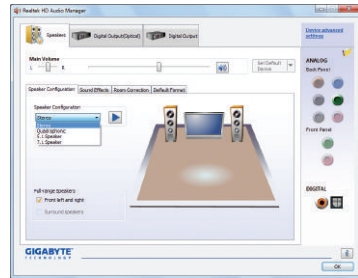 Realtek HD Audio Manager
Speakers
Digital Output(Optical)
Digital Output
Device advanced settings
Main Volume
L
R
Set Default Device
ANALOG
Back Panel
Speaker Configuration
Sound Effects
Room Correction
Default Format
Speaker Configuration
Stereo
Stereo
Quadraphonic
5.1 Speaker
7.1 Speaker
Front Panel
Full-range Speakers
Front left and right
Surround speakers
DIGITAL
GIGABYTE
TECHNOLOGY
OK